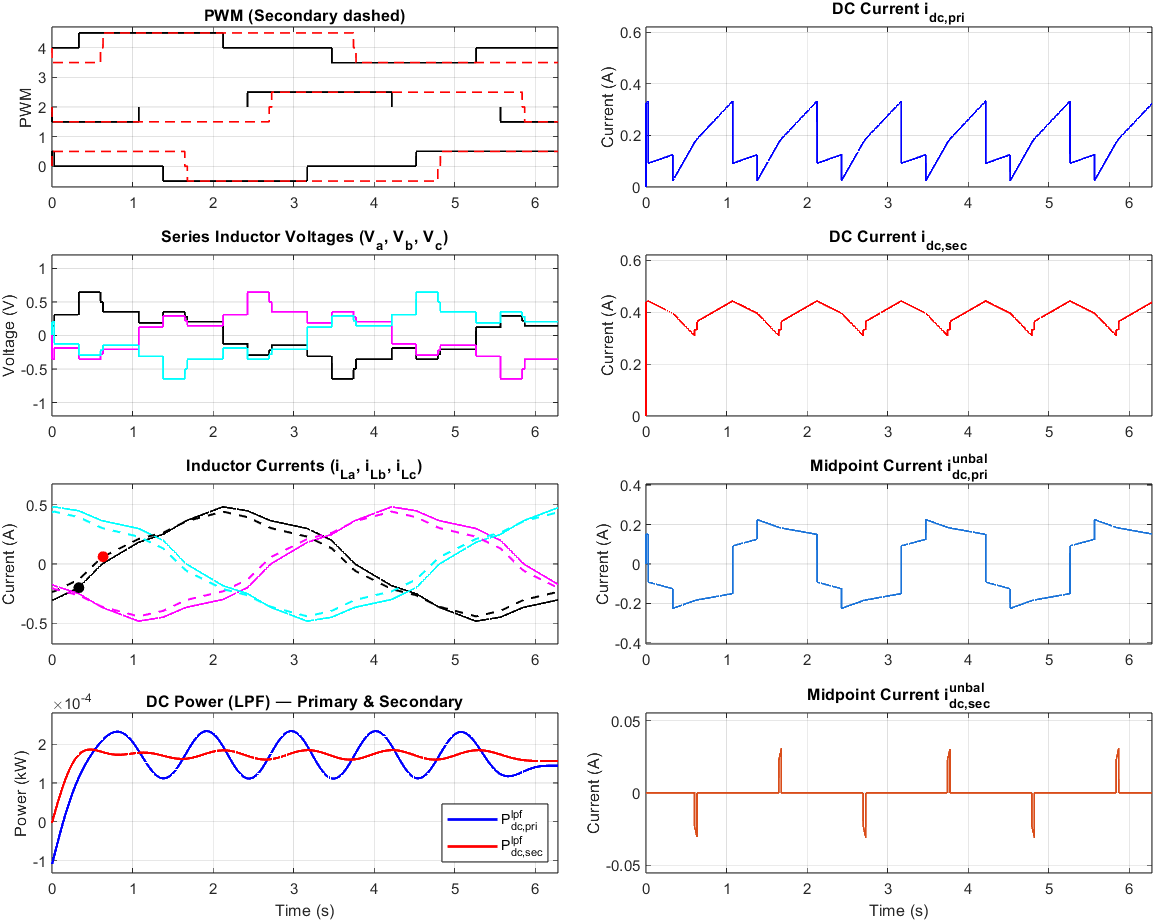 PWM (Secondary dashed)
PWM
4
3
2
1
0
0 1 2 3 4 5 6
DC Current i_dc,pri
Current (A)
0.6
0.4
0.2
0
0 1 2 3 4 5 6
Series Inductor Voltages (V_a, V_b, V_c)
Voltage (V)
1
0.5
0
-0.5
-1
0 1 2 3 4 5 6
DC Current i_dc,sec
Current (A)
0.6
0.4
0.2
0
0 1 2 3 4 5 6
Inductor Currents (i_La, i_Lb, i_Lc)
Current (A)
0.5
0
-0.5
0 1 2 3 4 5 6
Midpoint Current i_dc,pri^unbal
Current (A)
0.4
0.2
0
-0.2
-0.4
0 1 2 3 4 5 6
DC Power (LPF) — Primary & Secondary
×10^-4
Power (kW)
2
1
0
-1
P_dc,pri^lpf
P_dc,sec^lpf
0 1 2 3 4 5 6
Time (s)
Midpoint Current i_dc,sec^unbal
Current (A)
0.05
0
-0.05
0 1 2 3 4 5 6
Time (s)